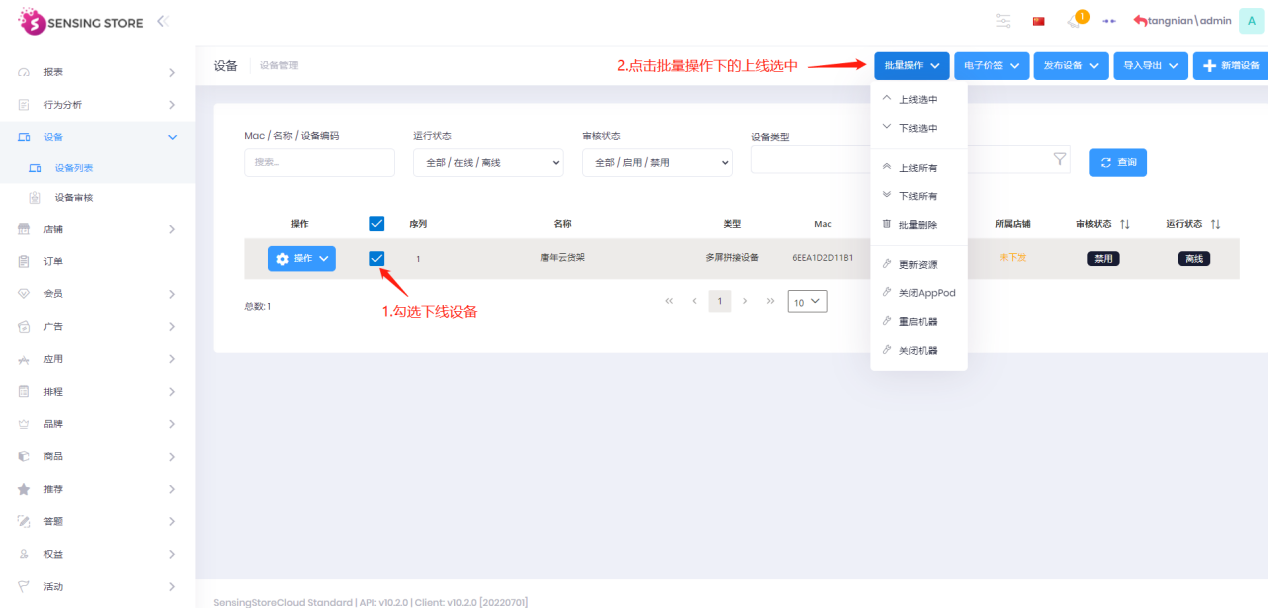 SENSING STORE
1
tangnian\admin
A
报表
行为分析
设备
设备列表
设备审核
店铺
订单
会员
广告
应用
排程
品牌
商品
推荐
答题
权益
活动
设备
设备管理
2.点击批量操作下的上线选中
批量操作
电子价签
发布设备
导入导出
新增设备
上线选中
下线选中
上线所有
下线所有
批量删除
更新资源
关闭AppPod
重启机器
关闭机器
Mac / 名称 / 设备编码
运行状态
审核状态
设备类型
搜索...
全部 / 在线 / 离线
全部 / 启用 / 禁用
查询
操作 序列 名称 类型 Mac 所属店铺 审核状态 运行状态
操作 1 唐年云货架 多屏拼接设备 6EEA1D2D11B1 未下发 禁用 离线
1.勾选下线设备
总数:1
1
10
SensingStoreCloud Standard | API: v10.2.0 | Client: v10.2.0 [20220701]